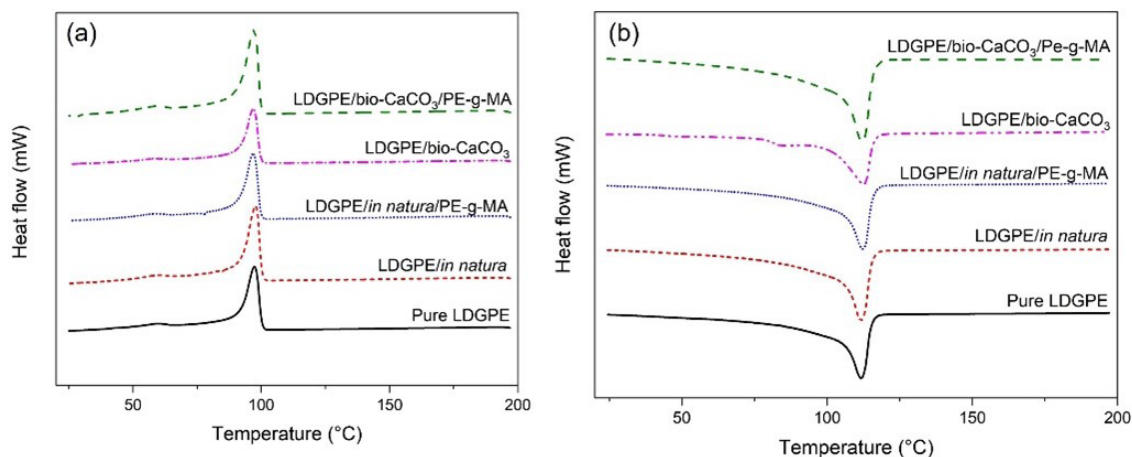 (a)
LDGPE/bio-CaCO₃/PE-g-MA
LDGPE/bio-CaCO₃
LDGPE/in natura/PE-g-MA
LDGPE/in natura
Pure LDGPE
Heat flow (mW)
50
100
150
200
Temperature (°C)
(b)
LDGPE/bio-CaCO₃/Pe-g-MA
LDGPE/bio-CaCO₃
LDGPE/in natura/PE-g-MA
LDGPE/in natura
Pure LDGPE
Heat flow (mW)
50
100
150
200
Temperature (°C)